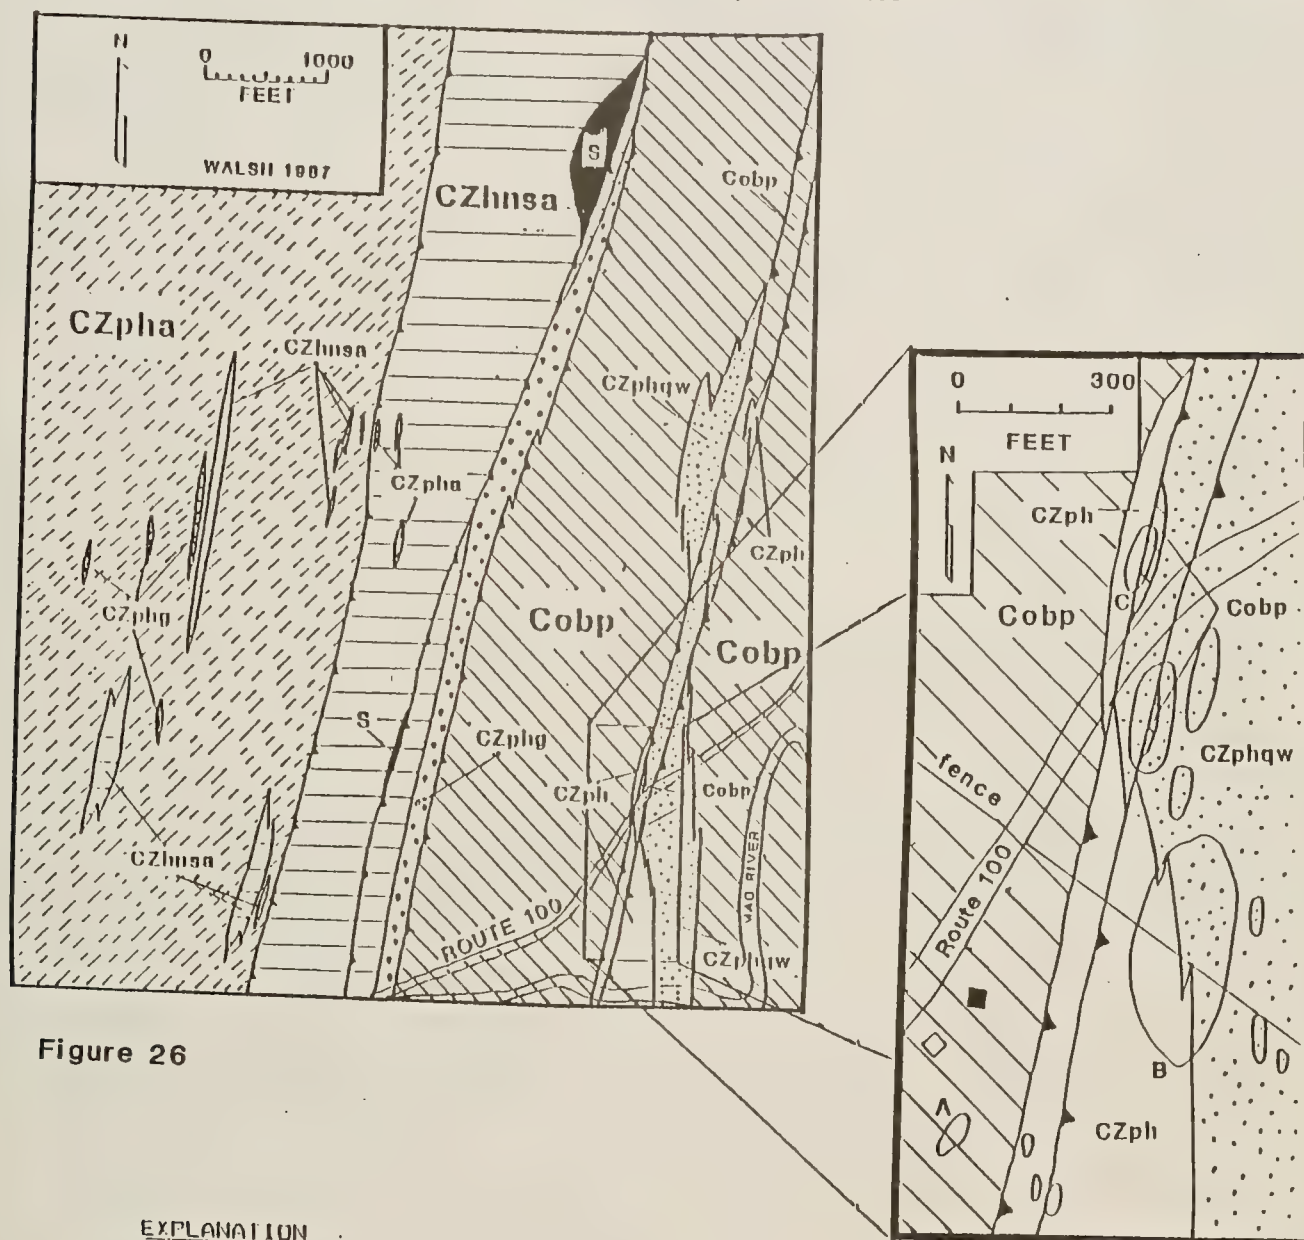 N
0 1000
FEET
WALSH 1987
S
Cobp
CZhnsa
CZpha
CZhnsa
CZphqw
CZpha
CZph
CZphg
Cobp
Cobp
S
CZphg
CZph
Cobp
CZhnsa
MAD RIVER
ROUTE 100
CZphqw
0 300
FEET
N
CZph
C
Cobp
Cobp
CZphqw
fence
Route 100
B
A
CZph
Figure 26
EXPLANATION